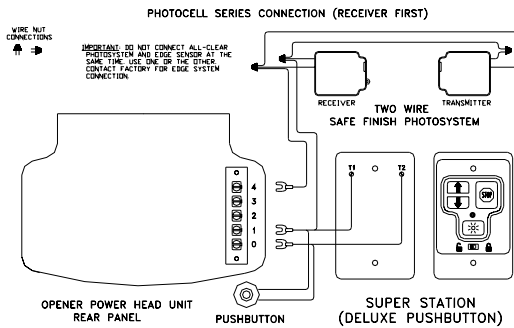 PHOTOCELL SERIES CONNECTION (RECEIVER FIRST)
WIRE NUT
CONNECTIONS
IMPORTANT: DO NOT CONNECT ALL-CLEAR
PHOTOSYSTEM AND EDGE SENSOR AT THE
SAME TIME. USE ONE OR THE OTHER.
CONTACT FACTORY FOR EDGE SYSTEM
CONNECTION.
RECEIVER
TRANSMITTER
TWO WIRE
SAFE FINISH PHOTOSYSTEM
T1
T2
4
3
2
1
0
STOP
OPENER POWER HEAD UNIT
REAR PANEL
PUSHBUTTON
SUPER STATION
(DELUXE PUSHBUTTON)